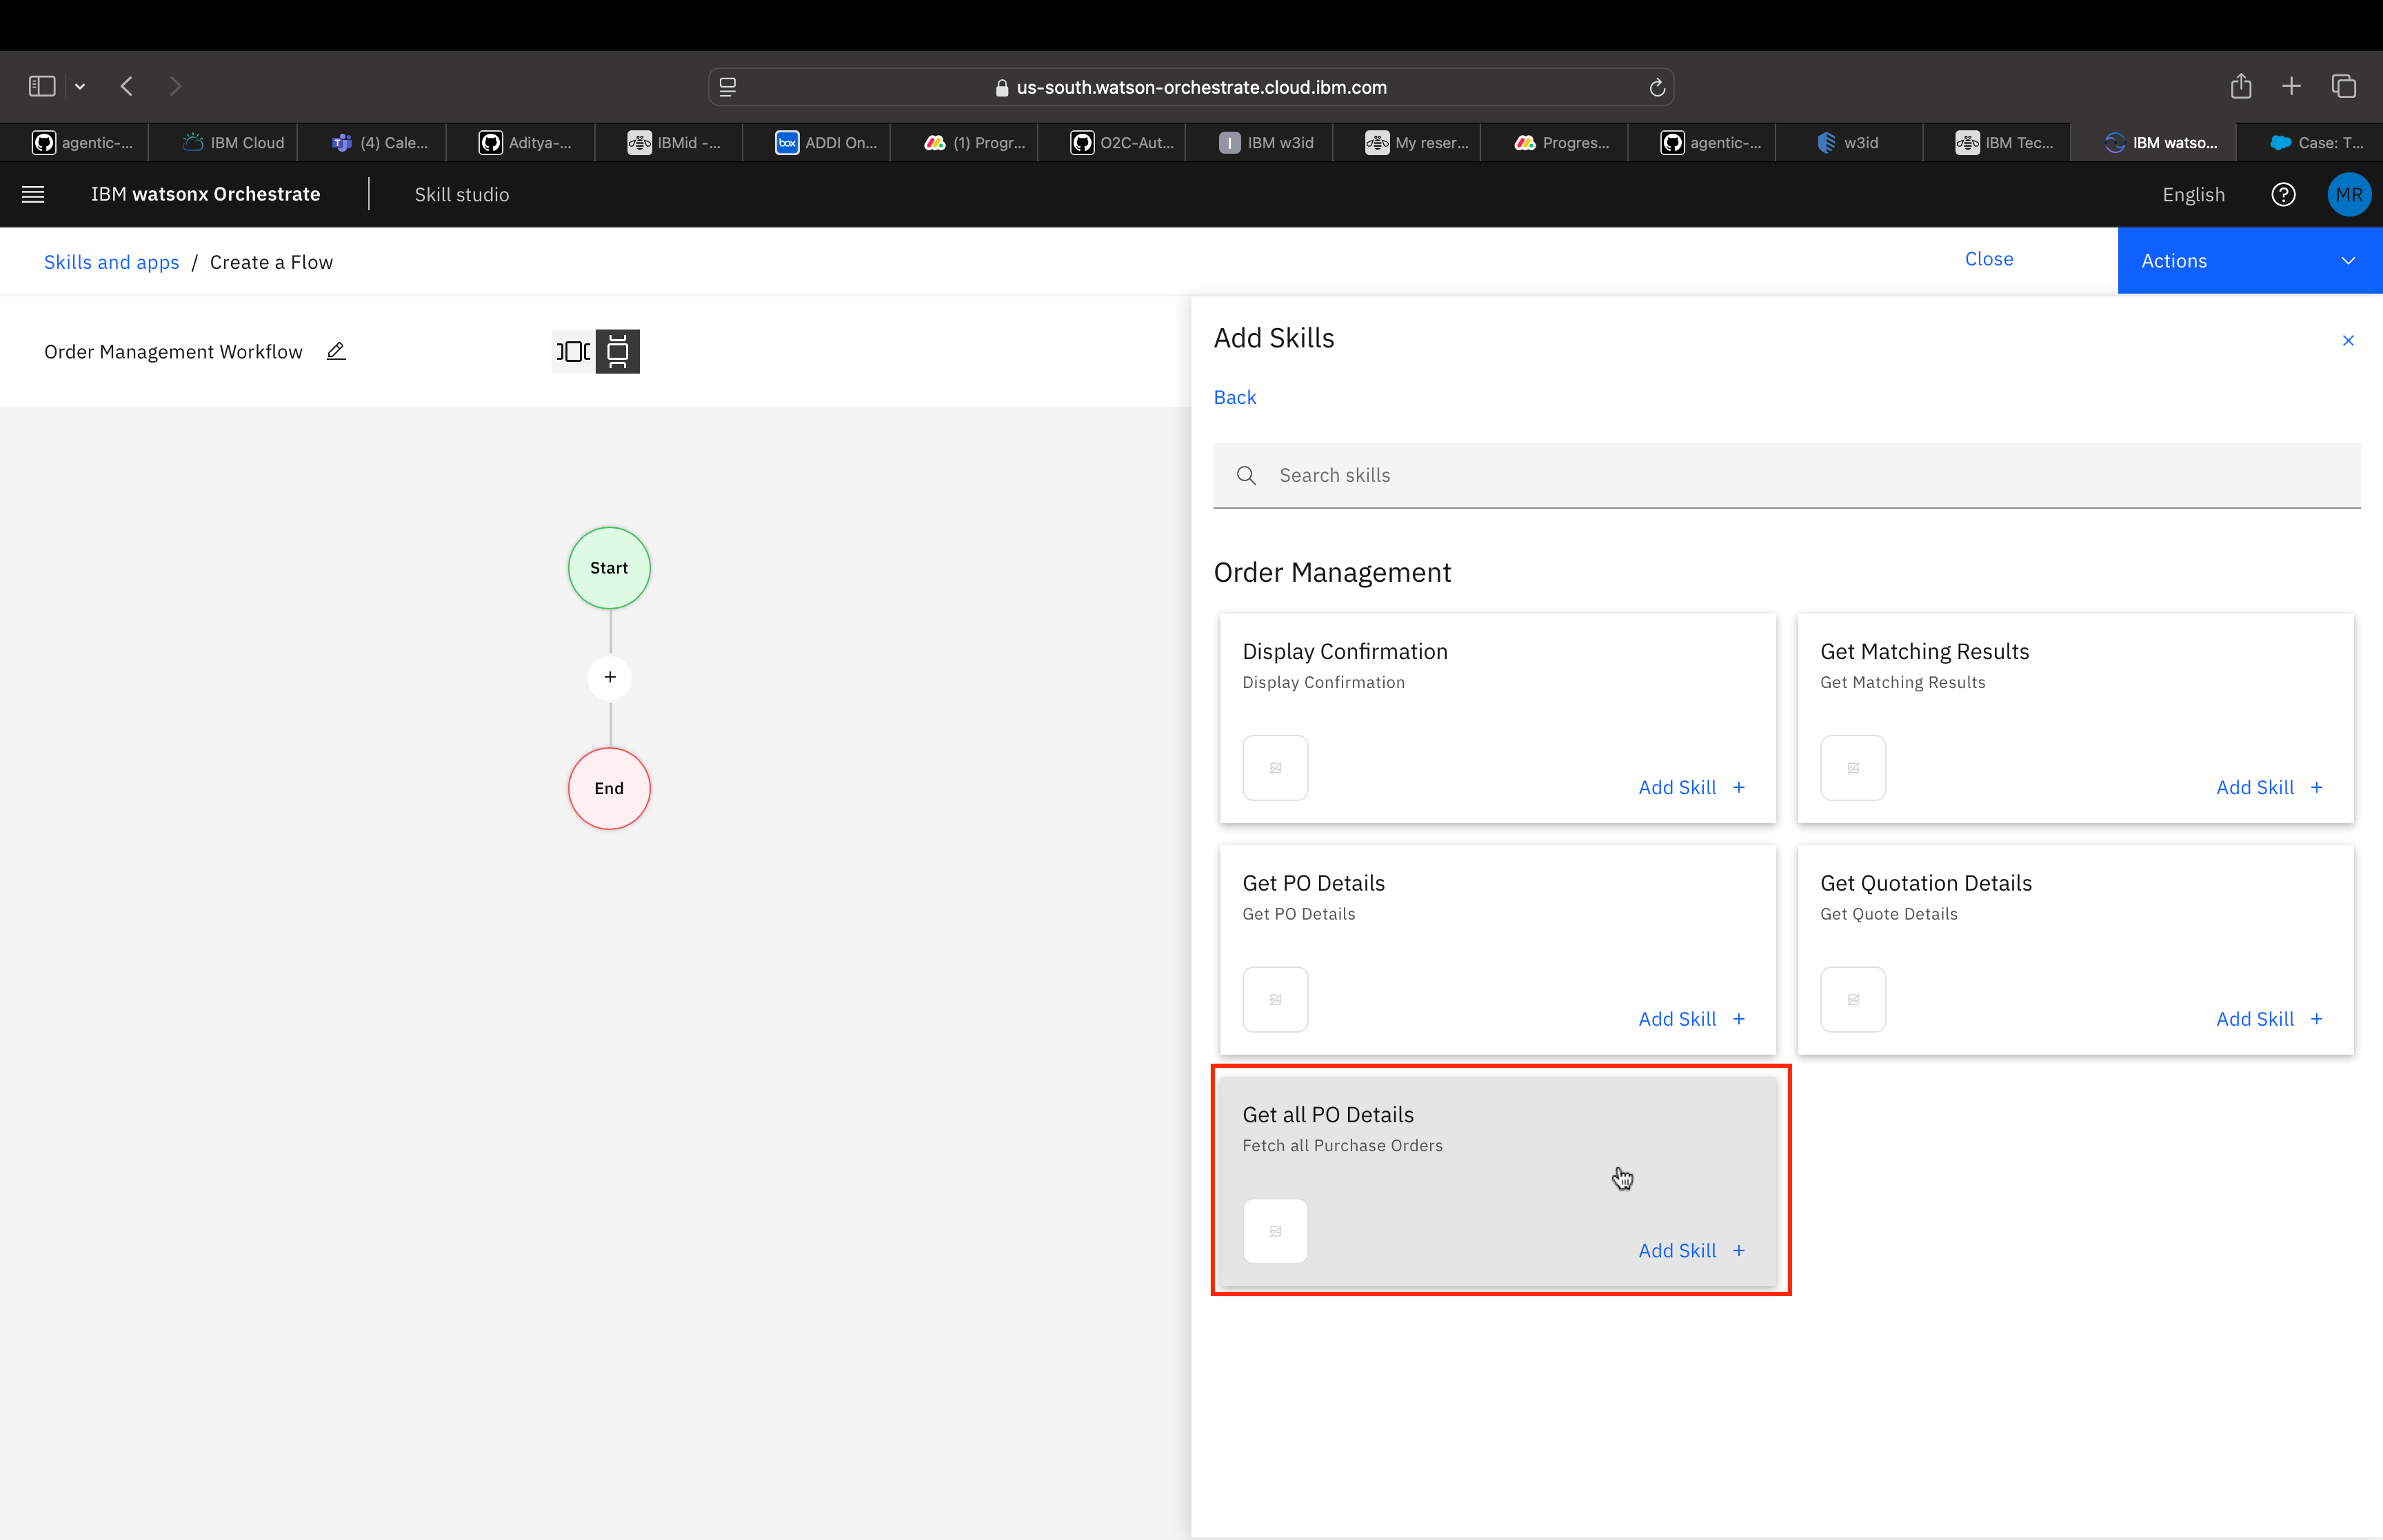 us-south.watson-orchestrate.cloud.ibm.com
agentic-...
IBM Cloud
(4) Cale...
Aditya-...
IBMid -...
box
ADDI On...
(1) Progr...
O2C-Aut...
I
IBM w3id
My reser...
Progres...
agentic-...
w3id
IBM Tec...
IBM watso...
Case: T...
IBM watsonx Orchestrate
Skill studio
English
MR
Skills and apps / Create a Flow
Close
Actions
Order Management Workflow
Add Skills
Back
Search skills
Start
+
End
Order Management
Display Confirmation
Display Confirmation
Add Skill +
Get Matching Results
Get Matching Results
Add Skill +
Get PO Details
Get PO Details
Add Skill +
Get Quotation Details
Get Quote Details
Add Skill +
Get all PO Details
Fetch all Purchase Orders
Add Skill +